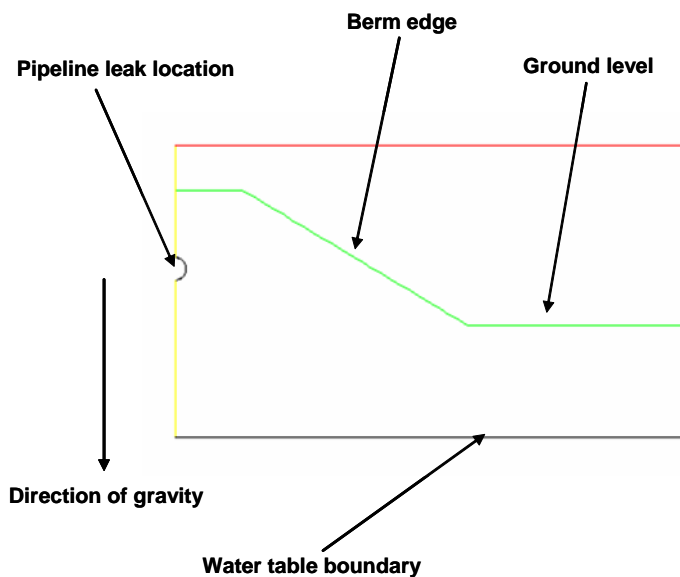 Berm edge
Pipeline leak location
Ground level
Direction of gravity
Water table boundary